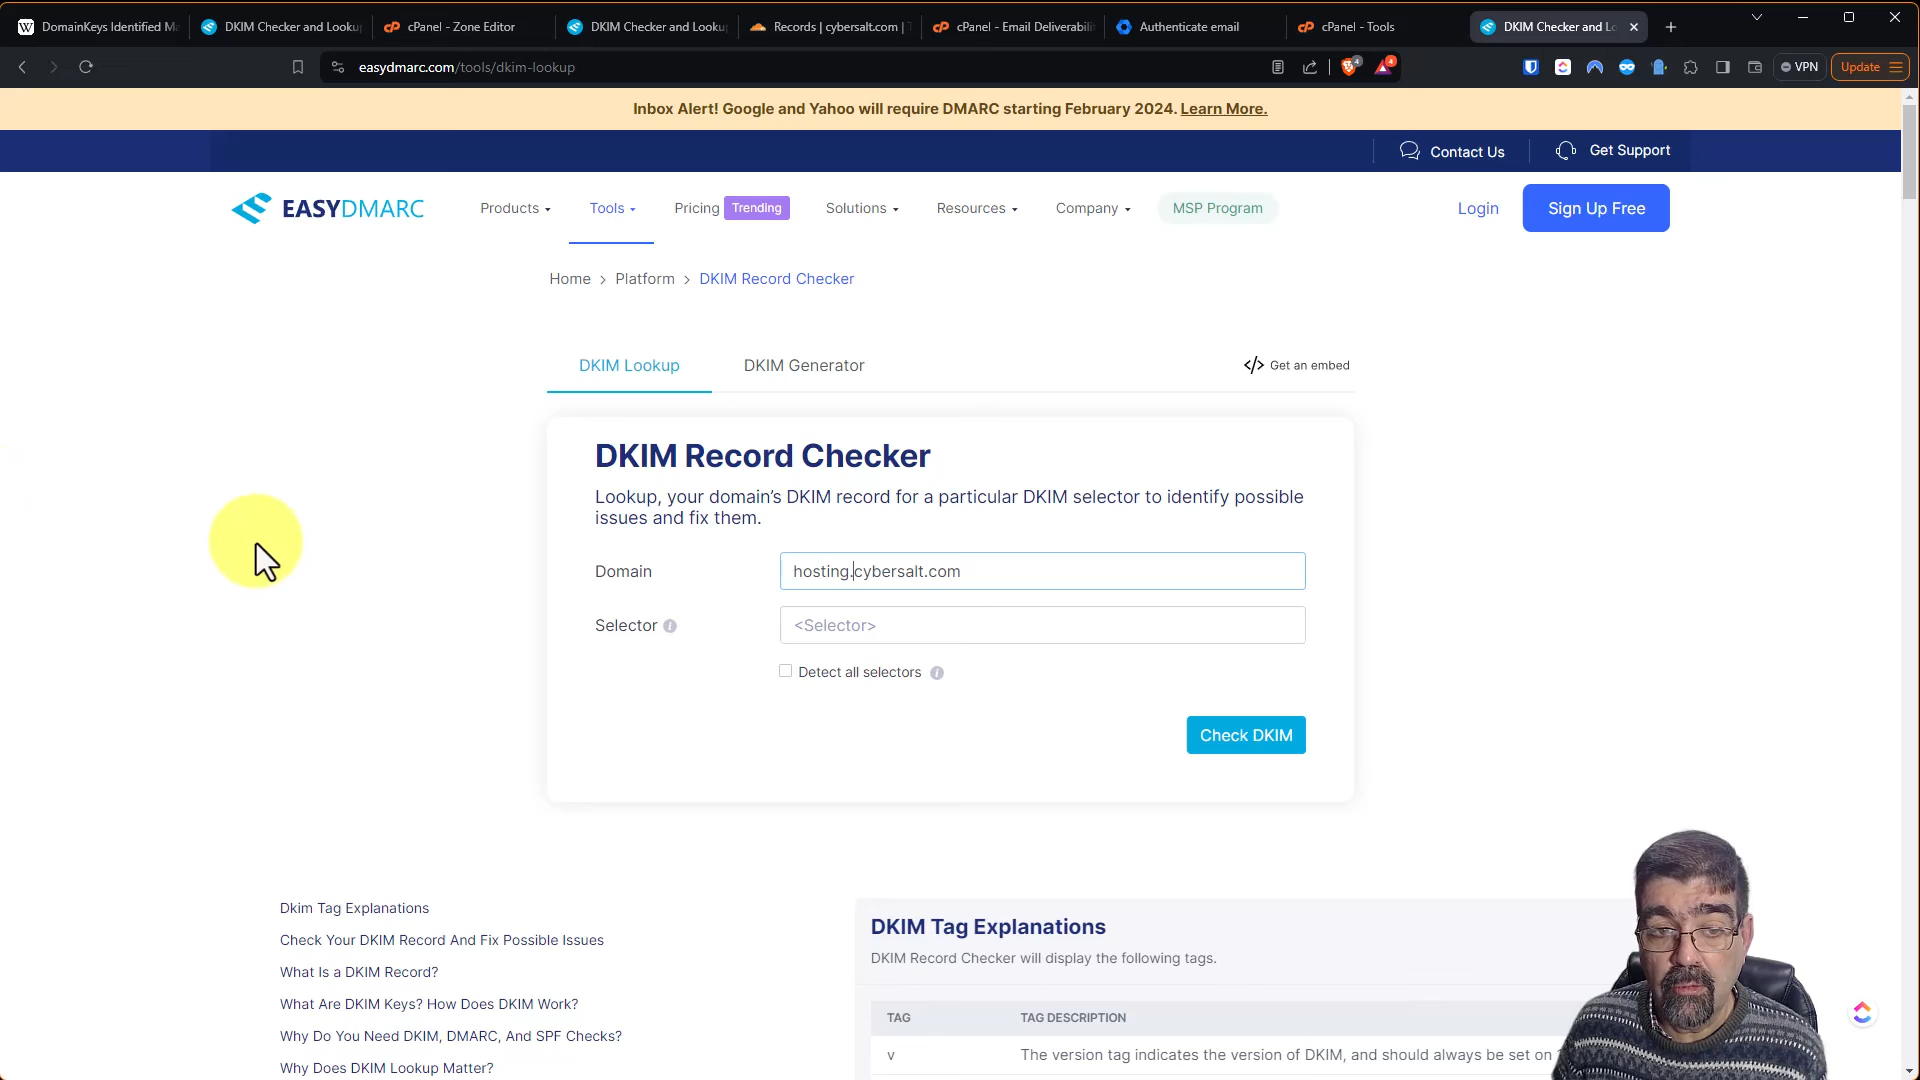 DomainKeys Identified Ma
DKIM Checker and Looku
cPanel - Zone Editor
DKIM Checker and Looku
Records | cybersalt.com | T
cPanel - Email Deliverabili
Authenticate email
cPanel - Tools
DKIM Checker and Lo
easydmarc.com/tools/dkim-lookup
4
4
VPN
Update
Inbox Alert! Google and Yahoo will require DMARC starting February 2024. Learn More.
Contact Us
Get Support
EASYDMARC
Products
Tools
Pricing
Trending
Solutions
Resources
Company
MSP Program
Login
Sign Up Free
Home > Platform > DKIM Record Checker
DKIM Lookup
DKIM Generator
</> Get an embed
DKIM Record Checker
Lookup, your domain's DKIM record for a particular DKIM selector to identify possible
issues and fix them.
Domain
hosting.cybersalt.com
Selector
<Selector>
Detect all selectors
Check DKIM
Dkim Tag Explanations
Check Your DKIM Record And Fix Possible Issues
What Is a DKIM Record?
What Are DKIM Keys? How Does DKIM Work?
Why Do You Need DKIM, DMARC, And SPF Checks?
Why Does DKIM Lookup Matter?
DKIM Tag Explanations
DKIM Record Checker will display the following tags.
TAG
TAG DESCRIPTION
v
The version tag indicates the version of DKIM, and should always be set on